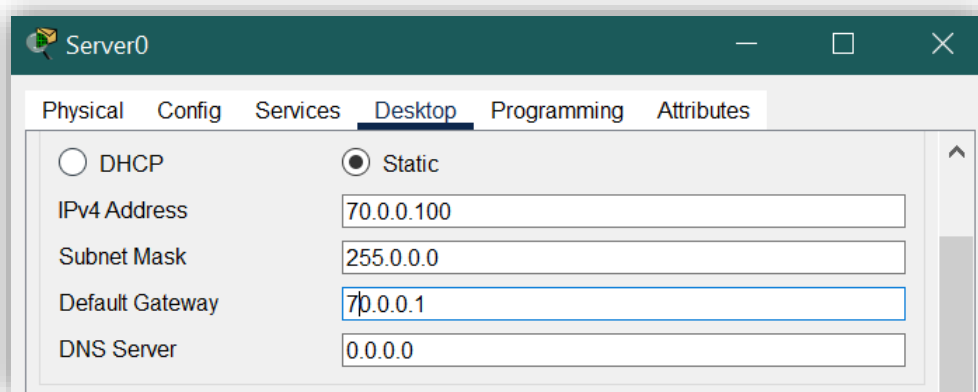 Server0
Physical Config Services Desktop Programming Attributes
DHCP Static
IPv4 Address 70.0.0.100
Subnet Mask 255.0.0.0
Default Gateway 70.0.0.1
DNS Server 0.0.0.0